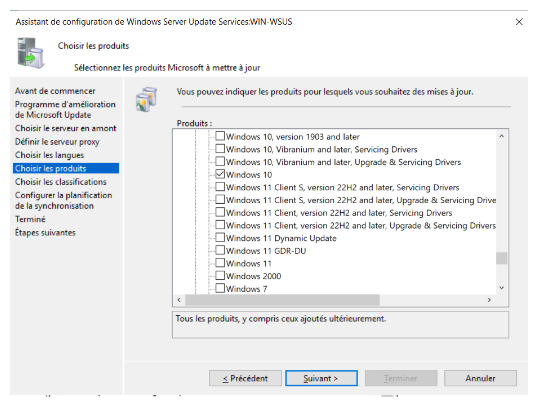 Assistant de configuration de Windows Server Update Services:WIN-WSUS
Choisir les produits
Sélectionnez les produits Microsoft à mettre à jour
Avant de commencer
Programme d'amélioration
de Microsoft Update
Choisir le serveur en amont
Définir le serveur proxy
Choisir les langues
Choisir les produits
Choisir les classifications
Configurer la planification
de la synchronisation
Terminé
Étapes suivantes
Vous pouvez indiquer les produits pour lesquels vous souhaitez des mises à jour.
Produits :
Windows 10, version 1903 and later
Windows 10, Vibranium and later, Servicing Drivers
Windows 10, Vibranium and later, Upgrade & Servicing Drivers
Windows 10
Windows 11 Client S, version 22H2 and later, Servicing Drivers
Windows 11 Client S, version 22H2 and later, Upgrade & Servicing Drive
Windows 11 Client, version 22H2 and later, Servicing Drivers
Windows 11 Client, version 22H2 and later, Upgrade & Servicing Drivers
Windows 11 Dynamic Update
Windows 11 GDR-DU
Windows 11
Windows 2000
Windows 7
Tous les produits, y compris ceux ajoutés ultérieurement.
< Précédent
Suivant >
Terminer
Annuler